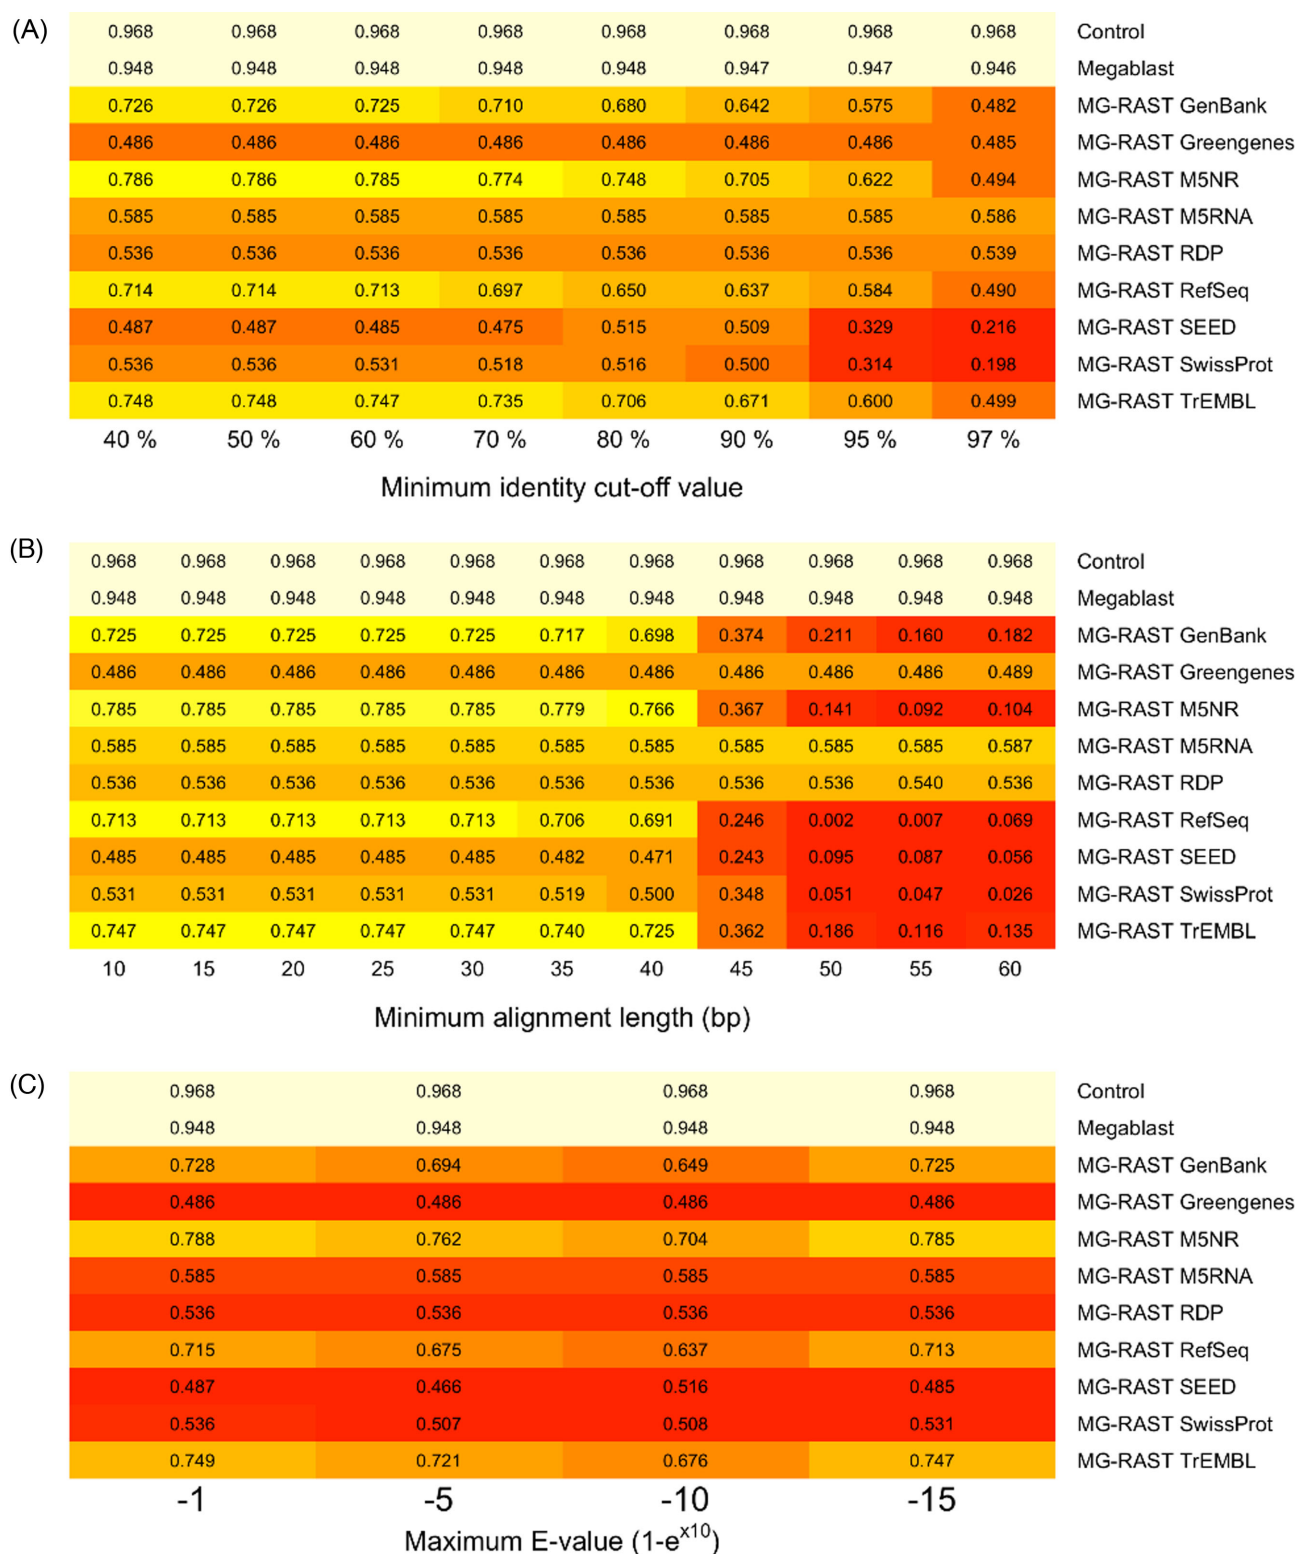 (A)
0.968 0.968 0.968 0.968 0.968 0.968 0.968 0.968 Control
0.948 0.948 0.948 0.948 0.948 0.947 0.947 0.946 Megablast
0.726 0.726 0.725 0.710 0.680 0.642 0.575 0.482 MG-RAST GenBank
0.486 0.486 0.486 0.486 0.486 0.486 0.486 0.485 MG-RAST Greengenes
0.786 0.786 0.785 0.774 0.748 0.705 0.622 0.494 MG-RAST M5NR
0.585 0.585 0.585 0.585 0.585 0.585 0.585 0.586 MG-RAST M5RNA
0.536 0.536 0.536 0.536 0.536 0.536 0.536 0.539 MG-RAST RDP
0.714 0.714 0.713 0.697 0.650 0.637 0.584 0.490 MG-RAST RefSeq
0.487 0.487 0.485 0.475 0.515 0.509 0.329 0.216 MG-RAST SEED
0.536 0.536 0.531 0.518 0.516 0.500 0.314 0.198 MG-RAST SwissProt
0.748 0.748 0.747 0.735 0.706 0.671 0.600 0.499 MG-RAST TrEMBL
40 % 50 % 60 % 70 % 80 % 90 % 95 % 97 %
Minimum identity cut-off value
(B)
0.968 0.968 0.968 0.968 0.968 0.968 0.968 0.968 0.968 0.968 0.968 Control
0.948 0.948 0.948 0.948 0.948 0.948 0.948 0.948 0.948 0.948 0.948 Megablast
0.725 0.725 0.725 0.725 0.725 0.717 0.698 0.374 0.211 0.160 0.182 MG-RAST GenBank
0.486 0.486 0.486 0.486 0.486 0.486 0.486 0.486 0.486 0.486 0.489 MG-RAST Greengenes
0.785 0.785 0.785 0.785 0.785 0.779 0.766 0.367 0.141 0.092 0.104 MG-RAST M5NR
0.585 0.585 0.585 0.585 0.585 0.585 0.585 0.585 0.585 0.585 0.587 MG-RAST M5RNA
0.536 0.536 0.536 0.536 0.536 0.536 0.536 0.536 0.536 0.540 0.536 MG-RAST RDP
0.713 0.713 0.713 0.713 0.713 0.706 0.691 0.246 0.002 0.007 0.069 MG-RAST RefSeq
0.485 0.485 0.485 0.485 0.485 0.482 0.471 0.243 0.095 0.087 0.056 MG-RAST SEED
0.531 0.531 0.531 0.531 0.531 0.519 0.500 0.348 0.051 0.047 0.026 MG-RAST SwissProt
0.747 0.747 0.747 0.747 0.747 0.740 0.725 0.362 0.186 0.116 0.135 MG-RAST TrEMBL
10 15 20 25 30 35 40 45 50 55 60
Minimum alignment length (bp)
(C)
0.968 0.968 0.968 0.968 Control
0.948 0.948 0.948 0.948 Megablast
0.728 0.694 0.649 0.725 MG-RAST GenBank
0.486 0.486 0.486 0.486 MG-RAST Greengenes
0.788 0.762 0.704 0.785 MG-RAST M5NR
0.585 0.585 0.585 0.585 MG-RAST M5RNA
0.536 0.536 0.536 0.536 MG-RAST RDP
0.715 0.675 0.637 0.713 MG-RAST RefSeq
0.487 0.466 0.516 0.485 MG-RAST SEED
0.536 0.507 0.508 0.531 MG-RAST SwissProt
0.749 0.721 0.676 0.747 MG-RAST TrEMBL
-1 -5 -10 -15
Maximum E-value (1-e^x10)